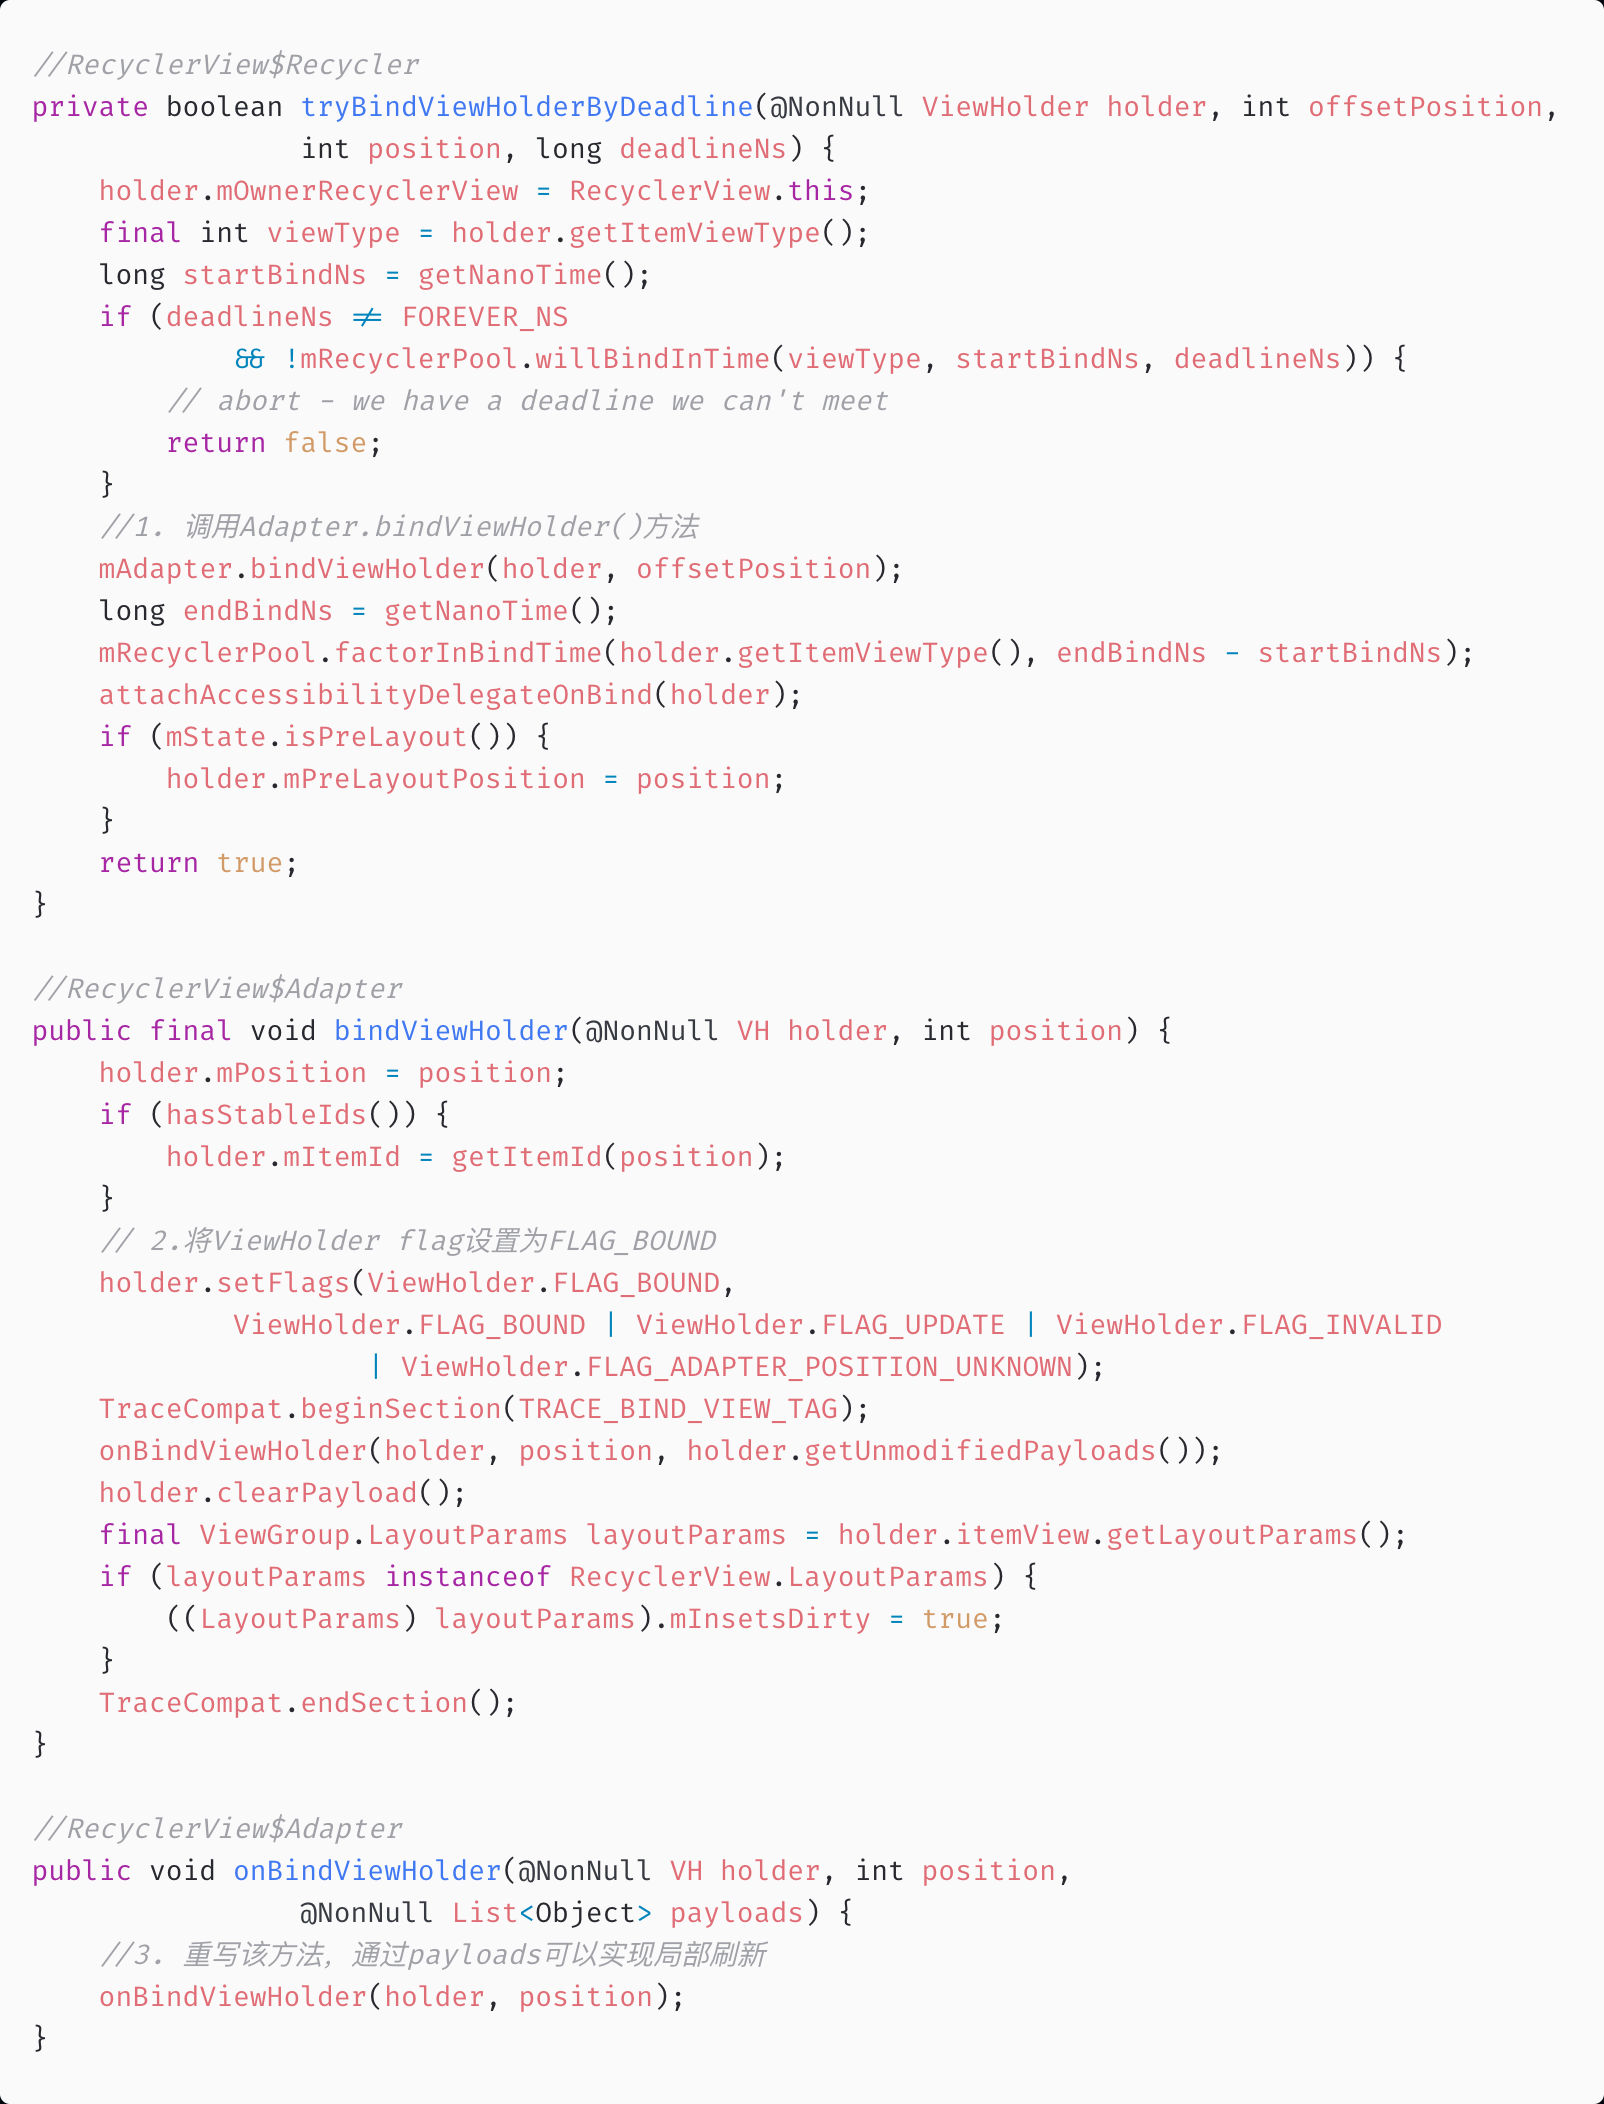 //RecyclerView$Recycler
private boolean tryBindViewHolderByDeadline(@NonNull ViewHolder holder, int offsetPosition,
                int position, long deadlineNs) {
    holder.mOwnerRecyclerView = RecyclerView.this;
    final int viewType = holder.getItemViewType();
    long startBindNs = getNanoTime();
    if (deadlineNs != FOREVER_NS
            && !mRecyclerPool.willBindInTime(viewType, startBindNs, deadlineNs)) {
        // abort - we have a deadline we can't meet
        return false;
    }
    //1. 调用Adapter.bindViewHolder()方法
    mAdapter.bindViewHolder(holder, offsetPosition);
    long endBindNs = getNanoTime();
    mRecyclerPool.factorInBindTime(holder.getItemViewType(), endBindNs - startBindNs);
    attachAccessibilityDelegateOnBind(holder);
    if (mState.isPreLayout()) {
        holder.mPreLayoutPosition = position;
    }
    return true;
}

//RecyclerView$Adapter
public final void bindViewHolder(@NonNull VH holder, int position) {
    holder.mPosition = position;
    if (hasStableIds()) {
        holder.mItemId = getItemId(position);
    }
    // 2.将ViewHolder flag设置为FLAG_BOUND
    holder.setFlags(ViewHolder.FLAG_BOUND,
            ViewHolder.FLAG_BOUND | ViewHolder.FLAG_UPDATE | ViewHolder.FLAG_INVALID
                    | ViewHolder.FLAG_ADAPTER_POSITION_UNKNOWN);
    TraceCompat.beginSection(TRACE_BIND_VIEW_TAG);
    onBindViewHolder(holder, position, holder.getUnmodifiedPayloads());
    holder.clearPayload();
    final ViewGroup.LayoutParams layoutParams = holder.itemView.getLayoutParams();
    if (layoutParams instanceof RecyclerView.LayoutParams) {
        ((LayoutParams) layoutParams).mInsetsDirty = true;
    }
    TraceCompat.endSection();
}

//RecyclerView$Adapter
public void onBindViewHolder(@NonNull VH holder, int position,
                @NonNull List<Object> payloads) {
    //3. 重写该方法，通过payloads可以实现局部刷新
    onBindViewHolder(holder, position);
}